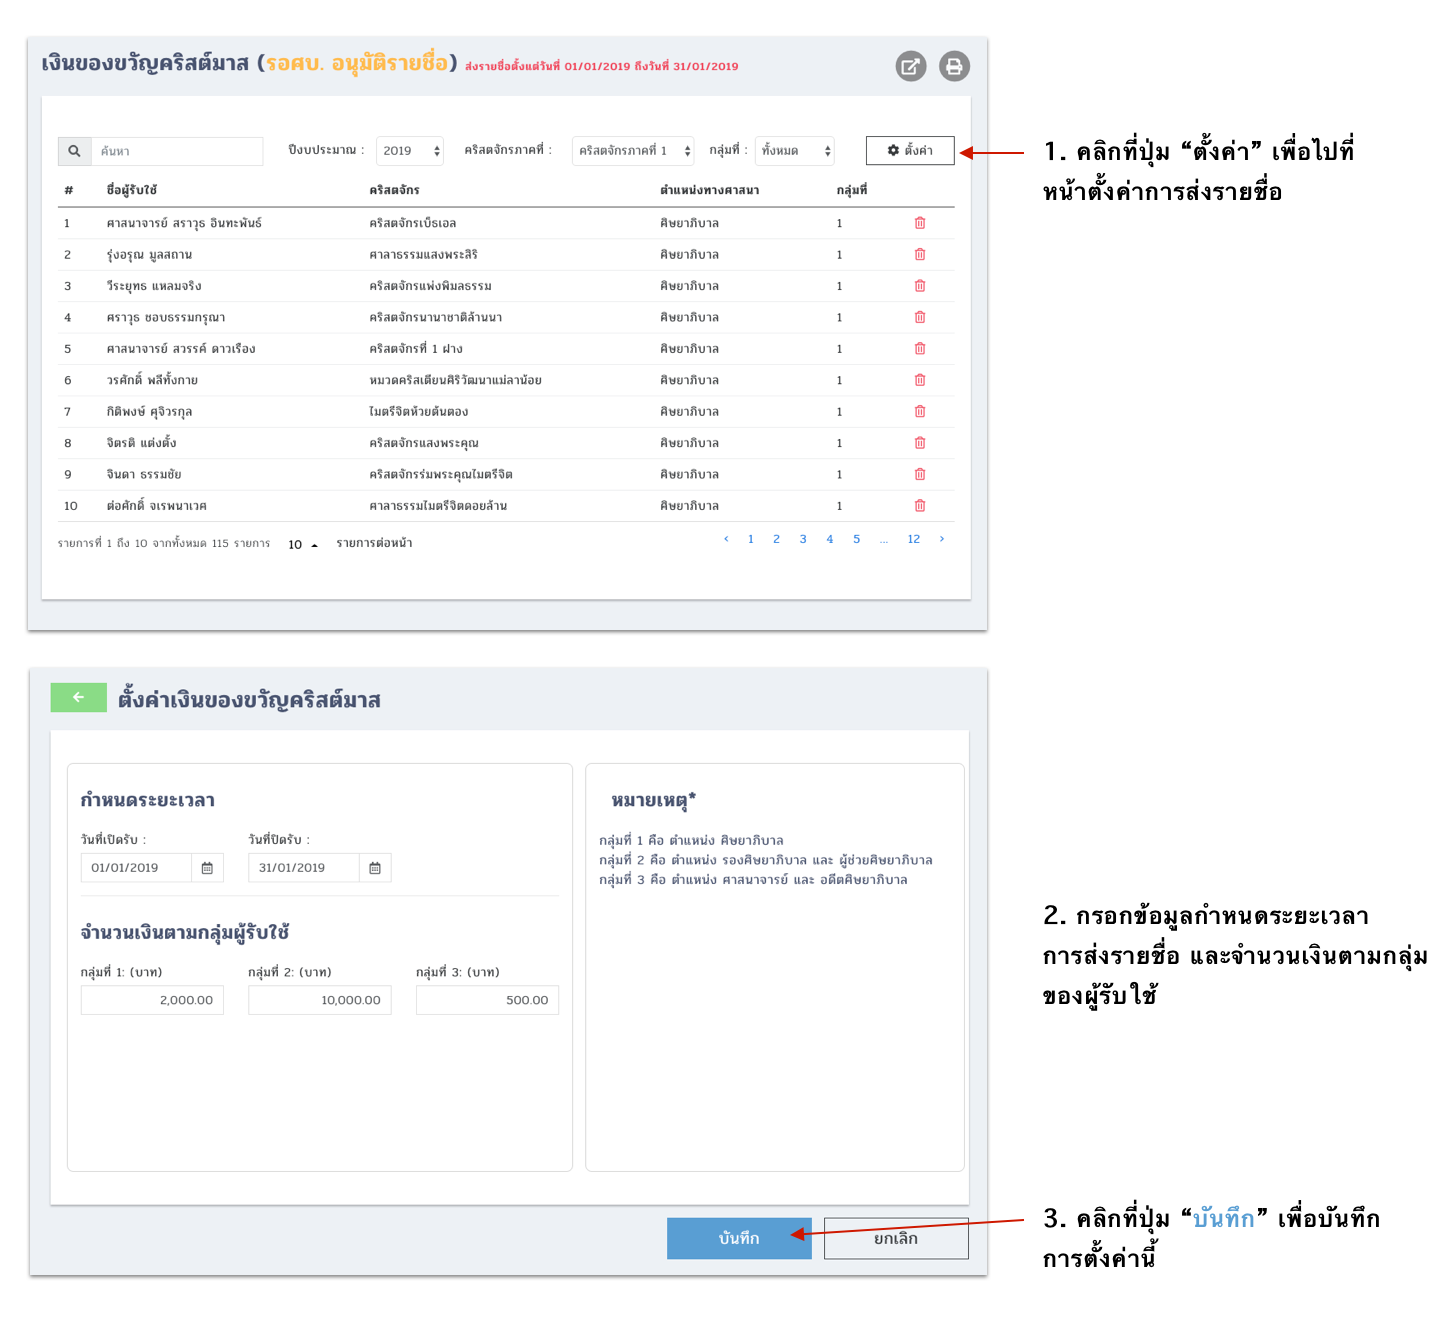 เงินของขวัญคริสต์มาส (รอศบ. อนุมัติรายชื่อ) ส่งรายชื่อตั้งแต่วันที่ 01/01/2019 ถึงวันที่ 31/01/2019
ค้นหา ปีงบประมาณ : 2019 คริสตจักรภาคที่ : คริสตจักรภาคที่ 1 กลุ่มที่ : ทั้งหมด ตั้งค่า
# ชื่อผู้รับใช้ คริสตจักร ตำแหน่งทางศาสนา กลุ่มที่
1 ศาสนาจารย์ สราวุธ อินทะพันธ์ คริสตจักรเบ็ธเอล ศิษยาภิบาล 1
2 รุ่งอรุณ มูลสถาน ศาลาธรรมแสงพระสิริ ศิษยาภิบาล 1
3 วีระยุทธ แหลมจริง คริสตจักรแห่งพิมลธรรม ศิษยาภิบาล 1
4 ศราวุธ ชอบธรรมกรุณา คริสตจักรนานาชาติล้านนา ศิษยาภิบาล 1
5 ศาสนาจารย์ สวรรค์ ดาวเรือง คริสตจักรที่ 1 ฝาง ศิษยาภิบาล 1
6 วรศักดิ์ พลีทั้งกาย หมวดคริสเตียนศิริวัฒนาแม่ลาน้อย ศิษยาภิบาล 1
7 กิติพงษ์ ศุจิวรกุล ไมตรีจิตห้วยต้นตอง ศิษยาภิบาล 1
8 จิตรติ แต่งตั้ง คริสตจักรแสงพระคุณ ศิษยาภิบาล 1
9 จินดา ธรรมชัย คริสตจักรร่มพระคุณไมตรีจิต ศิษยาภิบาล 1
10 ต่อศักดิ์ จเรพนาเวศ ศาลาธรรมไมตรีจิตดอยล้าน ศิษยาภิบาล 1
รายการที่ 1 ถึง 10 จากทั้งหมด 115 รายการ 10 รายการต่อหน้า ‹ 1 2 3 4 5 ... 12 ›
1. คลิกที่ปุ่ม “ตั้งค่า” เพื่อไปที่
หน้าตั้งค่าการส่งรายชื่อ
ตั้งค่าเงินของขวัญคริสต์มาส
กำหนดระยะเวลา
วันที่เปิดรับ : วันที่ปิดรับ :
01/01/2019 31/01/2019
จำนวนเงินตามกลุ่มผู้รับใช้
กลุ่มที่ 1: (บาท) กลุ่มที่ 2: (บาท) กลุ่มที่ 3: (บาท)
2,000.00 10,000.00 500.00
หมายเหตุ*
กลุ่มที่ 1 คือ ตำแหน่ง ศิษยาภิบาล
กลุ่มที่ 2 คือ ตำแหน่ง รองศิษยาภิบาล และ ผู้ช่วยศิษยาภิบาล
กลุ่มที่ 3 คือ ตำแหน่ง ศาสนาจารย์ และ อดีตศิษยาภิบาล
2. กรอกข้อมูลกำหนดระยะเวลา
การส่งรายชื่อ และจำนวนเงินตามกลุ่ม
ของผู้รับใช้
บันทึก ยกเลิก
3. คลิกที่ปุ่ม “บันทึก” เพื่อบันทึก
การตั้งค่านี้